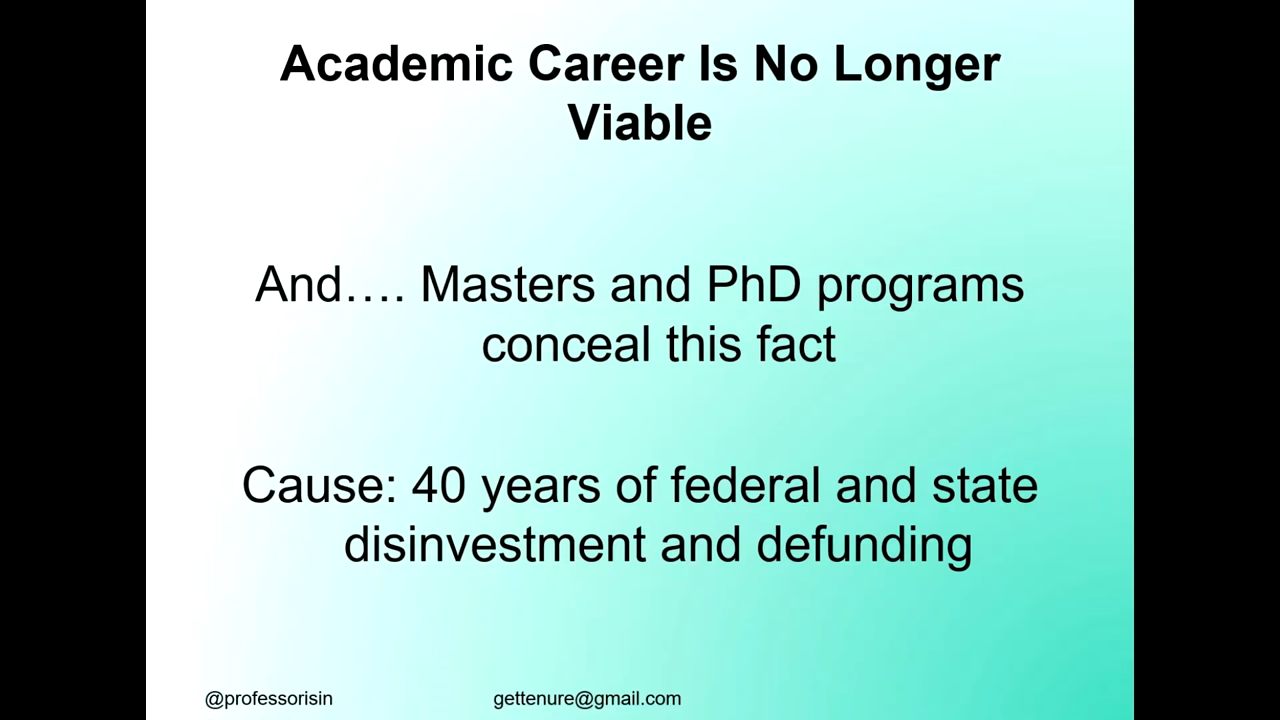 Academic Career Is No Longer
Viable
And…. Masters and PhD programs
conceal this fact
Cause: 40 years of federal and state
disinvestment and defunding
@professorisin
gettenure@gmail.com